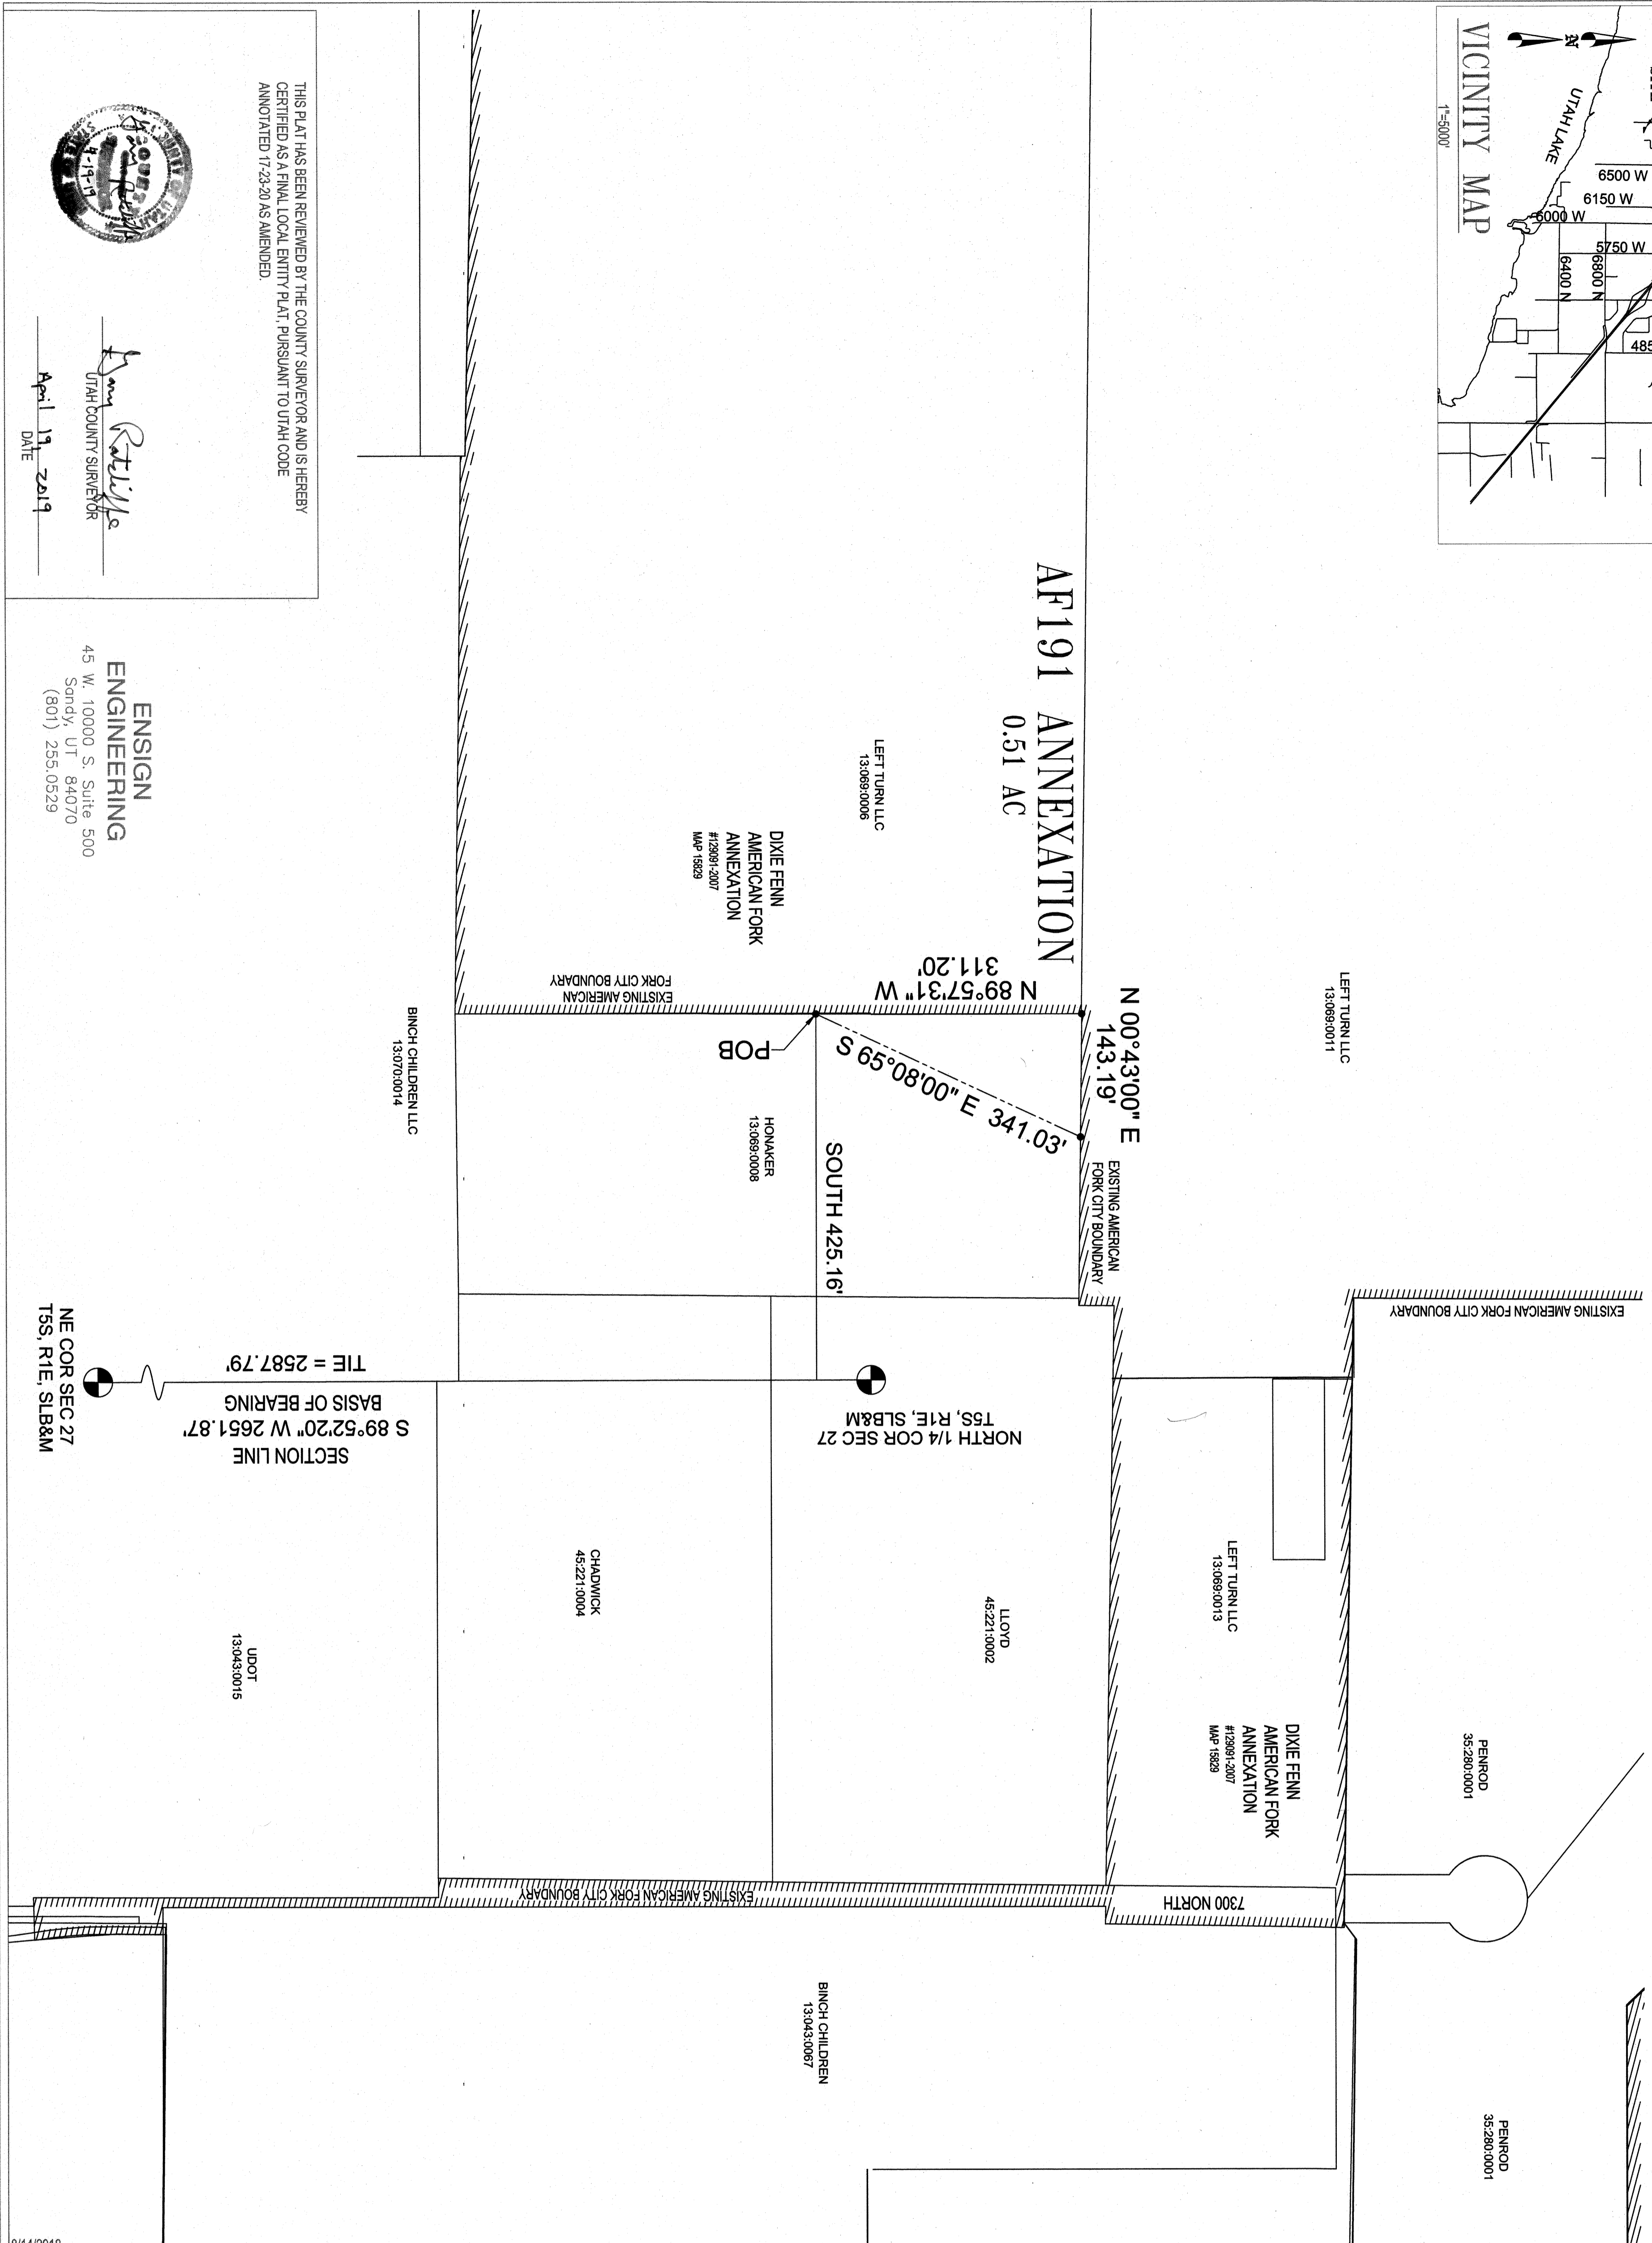 VICINITY MAP
1"=5000'
N
UTAH LAKE
6500 W
6150 W
6000 W
5750 W
6800 N
6400 N
485
AF191 ANNEXATION
0.51 AC
LEFT TURN LLC
13:069:0011
LEFT TURN LLC
13:069:0006
DIXIE FENN
AMERICAN FORK
ANNEXATION
#129091-2007
MAP 15829
N 00°43'00" E
143.19'
N 89°57'31" W
311.20'
S 65°08'00" E 341.03'
POB
EXISTING AMERICAN
FORK CITY BOUNDARY
EXISTING AMERICAN
FORK CITY BOUNDARY
EXISTING AMERICAN FORK CITY BOUNDARY
SOUTH 425.16'
HONAKER
13:069:0008
BINCH CHILDREN LLC
13:070:0014
NORTH 1/4 COR SEC 27
T5S, R1E, SLB&M
SECTION LINE
S 89°52'20" W 2651.87'
BASIS OF BEARING
TIE = 2587.79'
NE COR SEC 27
T5S, R1E, SLB&M
LEFT TURN LLC
13:069:0013
DIXIE FENN
AMERICAN FORK
ANNEXATION
#129091-2007
MAP 15829
LLOYD
45:221:0002
CHADWICK
45:221:0004
UDOT
13:043:0015
PENROD
35:280:0001
7300 NORTH
EXISTING AMERICAN FORK CITY BOUNDARY
BINCH CHILDREN
13:043:0067
PENROD
35:280:0001
THIS PLAT HAS BEEN REVIEWED BY THE COUNTY SURVEYOR AND IS HEREBY
CERTIFIED AS A FINAL LOCAL ENTITY PLAT, PURSUANT TO UTAH CODE
ANNOTATED 17-23-20 AS AMENDED.
4-19-19
Gary Ratcliffe
UTAH COUNTY SURVEYOR
April 19, 2019
DATE
ENSIGN
ENGINEERING
45 W. 10000 S. Suite 500
Sandy, UT 84070
(801) 255.0529